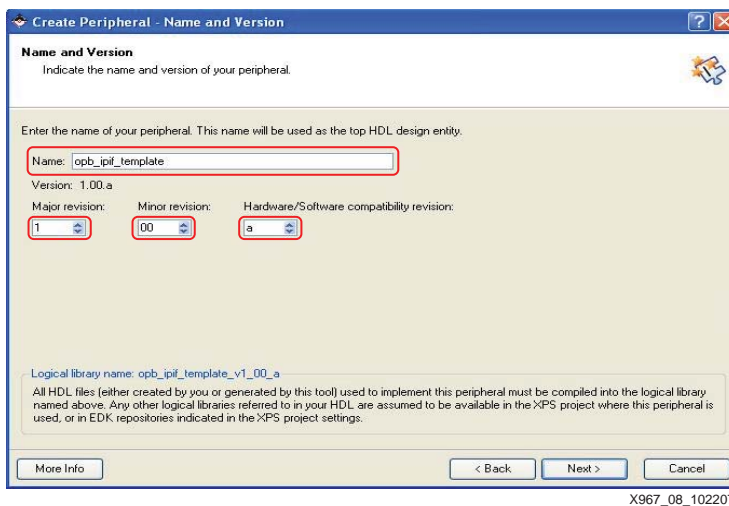 Create Peripheral - Name and Version
Name and Version
Indicate the name and version of your peripheral.
Enter the name of your peripheral. This name will be used as the top HDL design entity.
Name: opb_ipif_template
Version: 1.00.a
Major revision: Minor revision: Hardware/Software compatibility revision:
1 00 a
Logical library name: opb_ipif_template_v1_00_a
All HDL files (either created by you or generated by this tool) used to implement this peripheral must be compiled into the logical library
named above. Any other logical libraries referred to in your HDL are assumed to be available in the XPS project where this peripheral is
used, or in EDK repositories indicated in the XPS project settings.
More Info < Back Next > Cancel
X967_08_102207